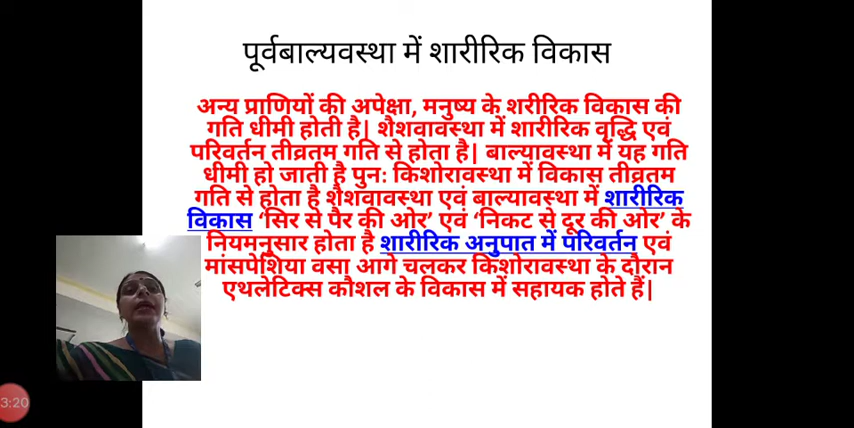 पूर्वबाल्यवस्था में शारीरिक विकास
अन्य प्राणियों की अपेक्षा, मनुष्य के शरीरिक विकास की
गति धीमी होती है| शैशवावस्था में शारीरिक वृद्धि एवं
परिवर्तन तीव्रतम गति से होता है| बाल्यावस्था में यह गति
धीमी हो जाती है पुनः किशोरावस्था में विकास तीव्रतम
गति से होता है शैशवावस्था एवं बाल्यावस्था में शारीरिक
विकास ‘सिर से पैर की ओर’ एवं ‘निकट से दूर की ओर’ के
नियमनुसार होता है शारीरिक अनुपात में परिवर्तन एवं
मांसपेशिया वसा आगे चलकर किशोरावस्था के दौरान
एथलेटिक्स कौशल के विकास में सहायक होते हैं|
3:20